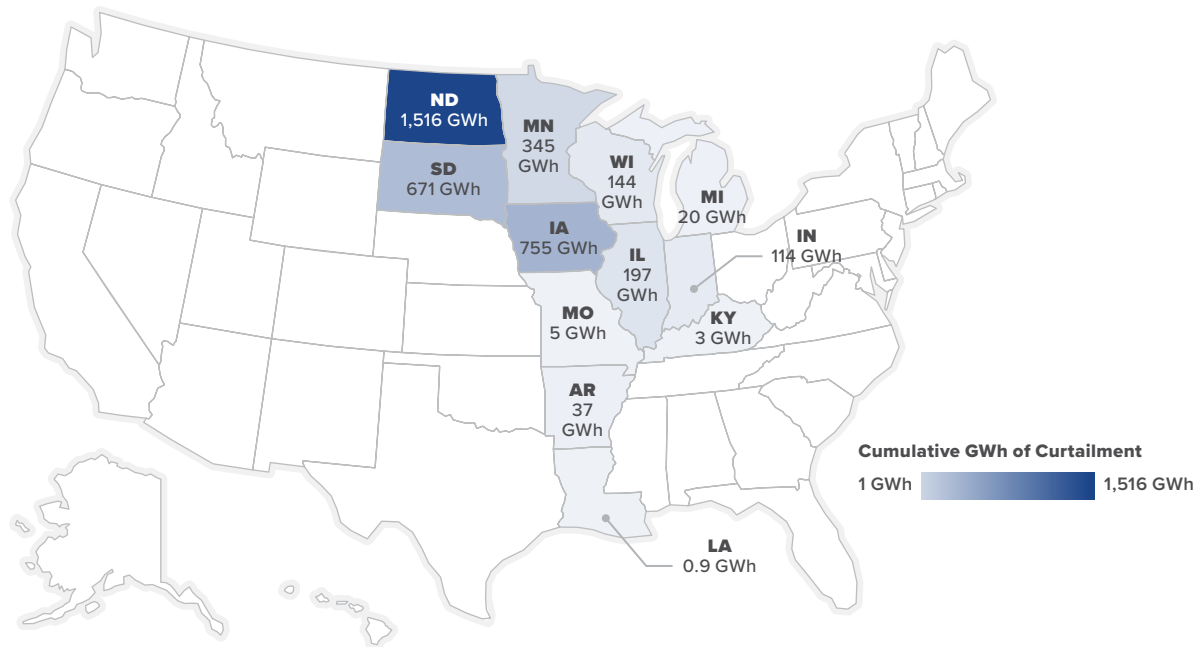 ND
1,516 GWh
MN
345
GWh
SD
671 GWh
WI
144
GWh
MI
20 GWh
IA
755 GWh
IN
114 GWh
IL
197
GWh
MO
5 GWh
KY
3 GWh
AR
37
GWh
Cumulative GWh of Curtailment
1 GWh 1,516 GWh
LA
0.9 GWh